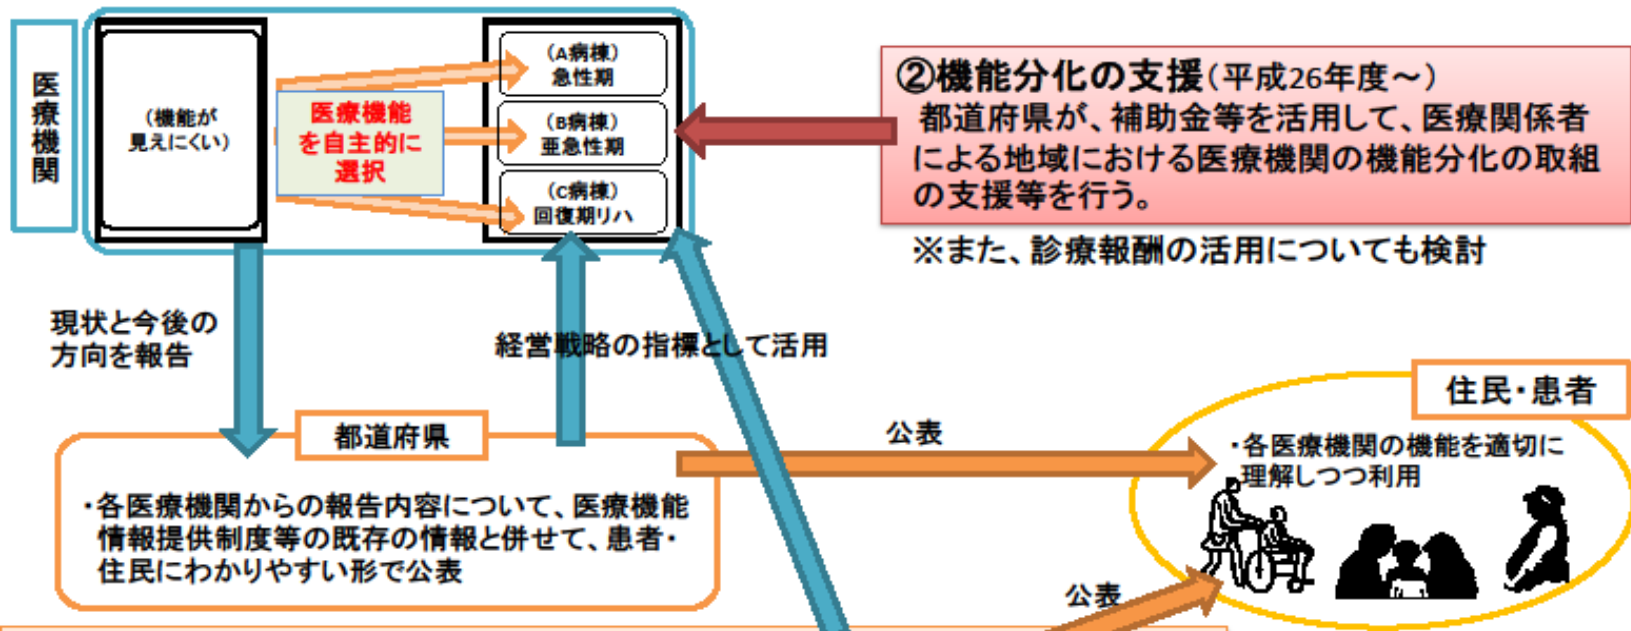 医療機関
(機能が
見えにくい)
医療機能
を自主的に
選択
(A病棟)
急性期
(B病棟)
亜急性期
(C病棟)
回復期リハ
②機能分化の支援(平成26年度～)
都道府県が、補助金等を活用して、医療関係者
による地域における医療機関の機能分化の取組
の支援等を行う。
※また、診療報酬の活用についても検討
現状と今後の
方向を報告
経営戦略の指標として活用
都道府県
・各医療機関からの報告内容について、医療機能
情報提供制度等の既存の情報と併せて、患者・
住民にわかりやすい形で公表
公表
住民・患者
・各医療機関の機能を適切に
理解しつつ利用
公表